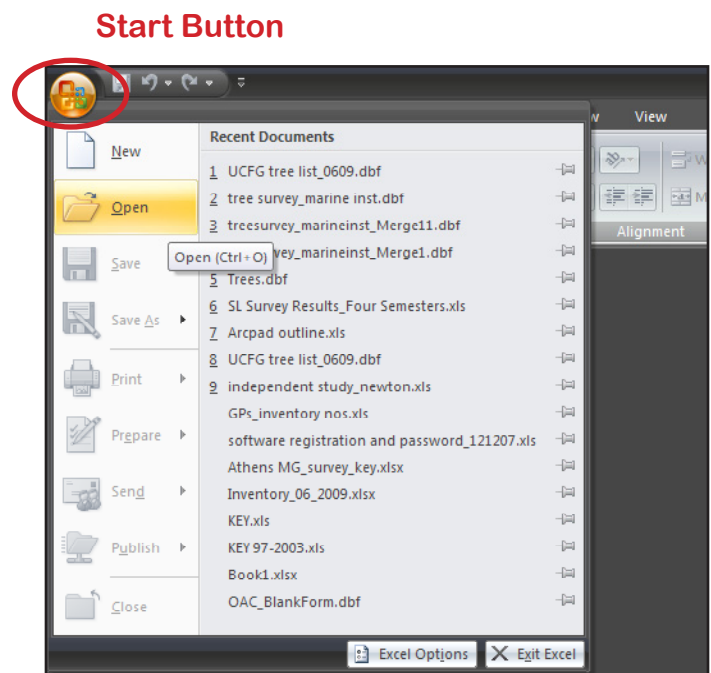 Start Button
w View
New
Open
Open (Ctrl+O)
Save
Save As
Print
Prepare
Send
Publish
Close
Recent Documents
1 UCFG tree list_0609.dbf
2 tree survey_marine inst.dbf
3 treesurvey_marineinst_Merge11.dbf
vey_marineinst_Merge1.dbf
5 Trees.dbf
6 SL Survey Results_Four Semesters.xls
7 Arcpad outline.xls
8 UCFG tree list_0609.dbf
9 independent study_newton.xls
GPs_inventory nos.xls
software registration and password_121207.xls
Athens MG_survey_key.xlsx
Inventory_06_2009.xlsx
KEY.xls
KEY 97-2003.xls
Book1.xlsx
OAC_BlankForm.dbf
W
M
Alignment
Excel Options
Exit Excel